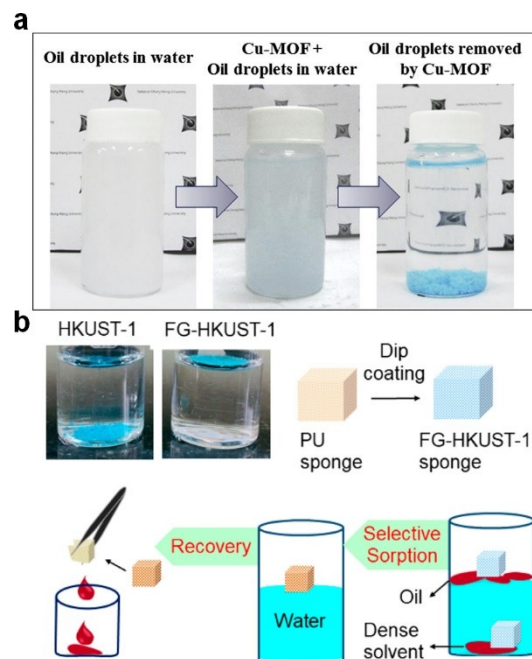 a
Oil droplets in water
Cu-MOF +
Oil droplets in water
Oil droplets removed
by Cu-MOF
b
HKUST-1
FG-HKUST-1
Dip
coating
PU
sponge
FG-HKUST-1
sponge
Recovery
Water
Selective
Sorption
Oil
Dense
solvent